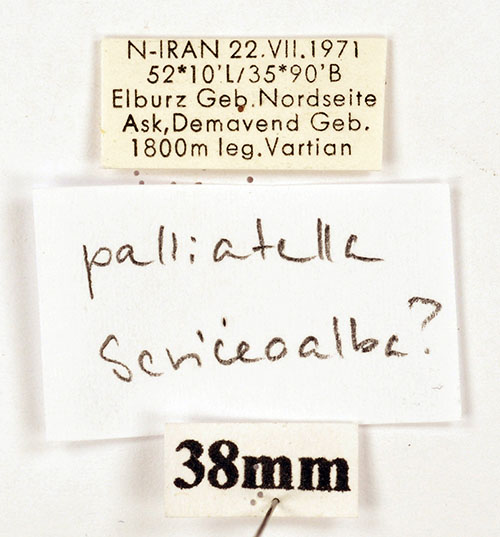 N-IRAN 22.VII.1971
52*10'L/35*90'B
Elburz Geb.Nordseite
Ask,Demavend Geb.
1800m leg.Vartian
palliatella
sericeoalba?
38mm